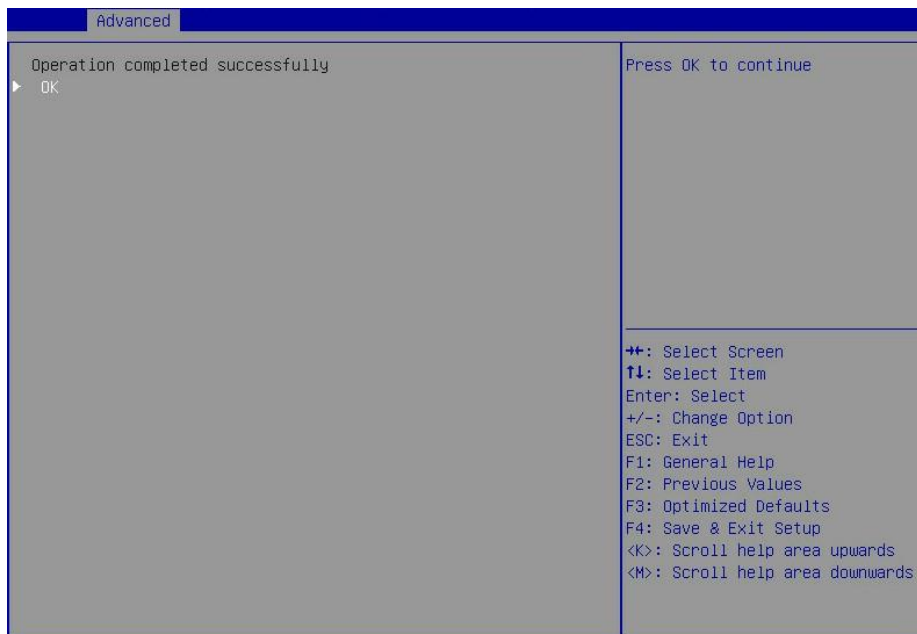 Advanced
Operation completed successfully
OK
Press OK to continue
→←: Select Screen
↑↓: Select Item
Enter: Select
+/-: Change Option
ESC: Exit
F1: General Help
F2: Previous Values
F3: Optimized Defaults
F4: Save & Exit Setup
<K>: Scroll help area upwards
<M>: Scroll help area downwards